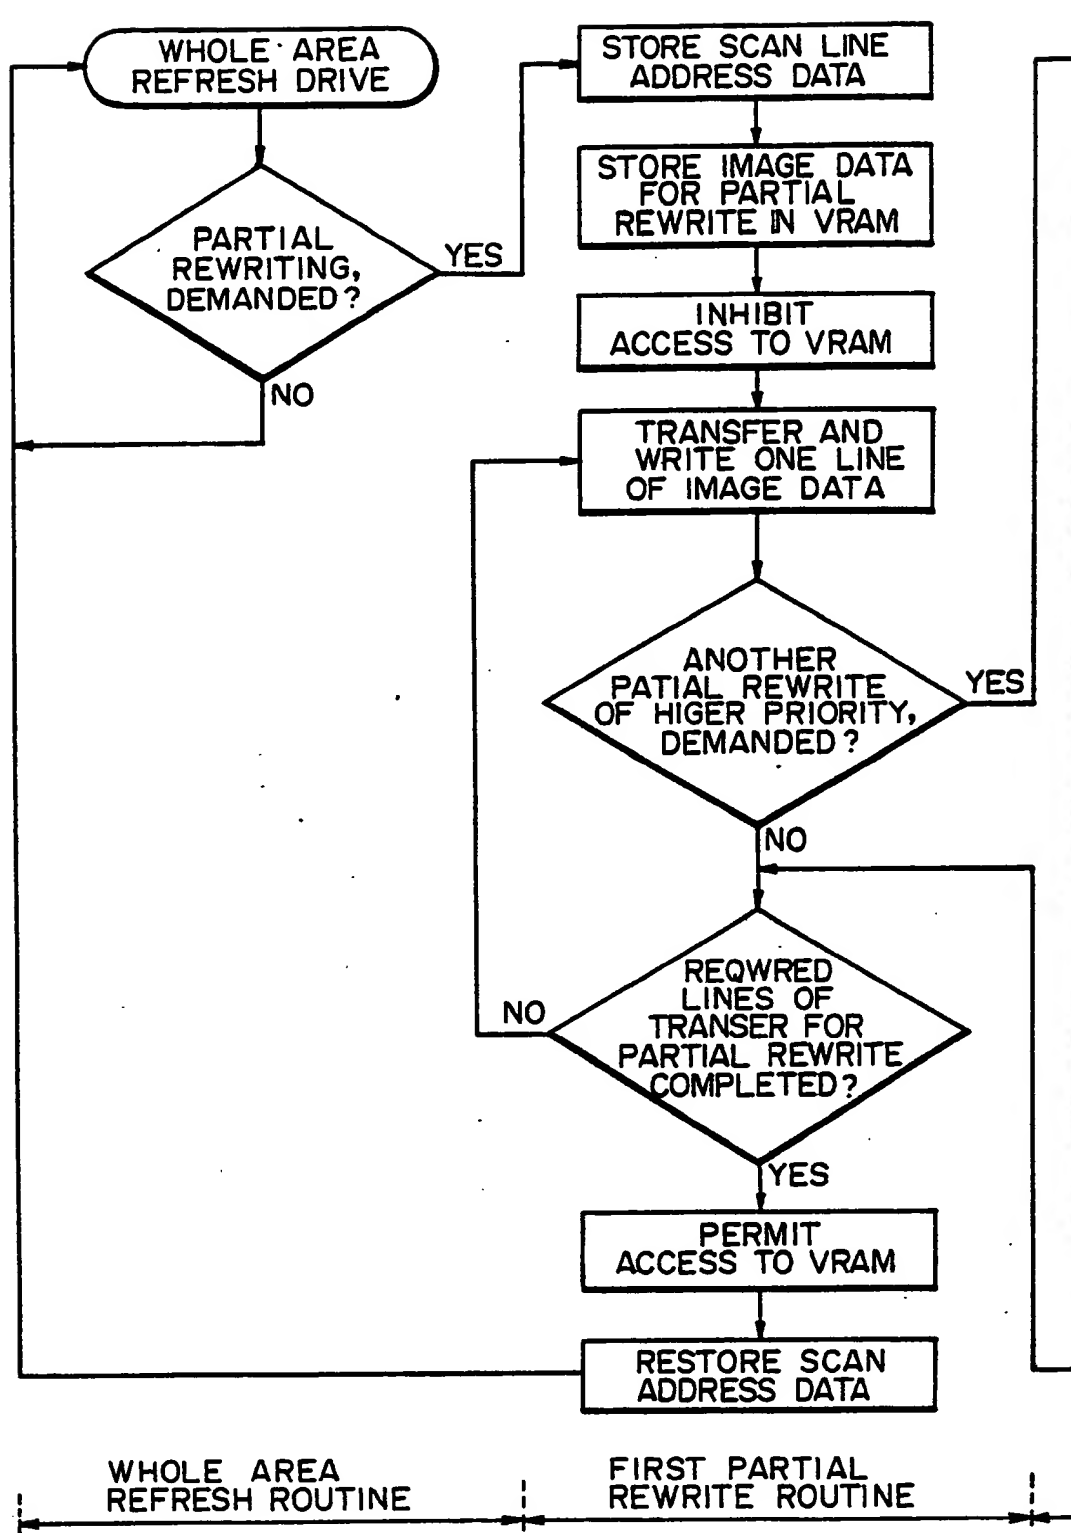 WHOLE AREA
REFRESH DRIVE
PARTIAL
REWRITING,
DEMANDED?
YES
NO
STORE SCAN LINE
ADDRESS DATA
STORE IMAGE DATA
FOR PARTIAL
REWRITE IN VRAM
INHIBIT
ACCESS TO VRAM
TRANSFER AND
WRITE ONE LINE
OF IMAGE DATA
ANOTHER
PATIAL REWRITE
OF HIGER PRIORITY,
DEMANDED?
YES
NO
REQWRED
LINES OF
TRANSER FOR
PARTIAL REWRITE
COMPLETED?
NO
YES
PERMIT
ACCESS TO VRAM
RESTORE SCAN
ADDRESS DATA
WHOLE AREA
REFRESH ROUTINE
FIRST PARTIAL
REWRITE ROUTINE